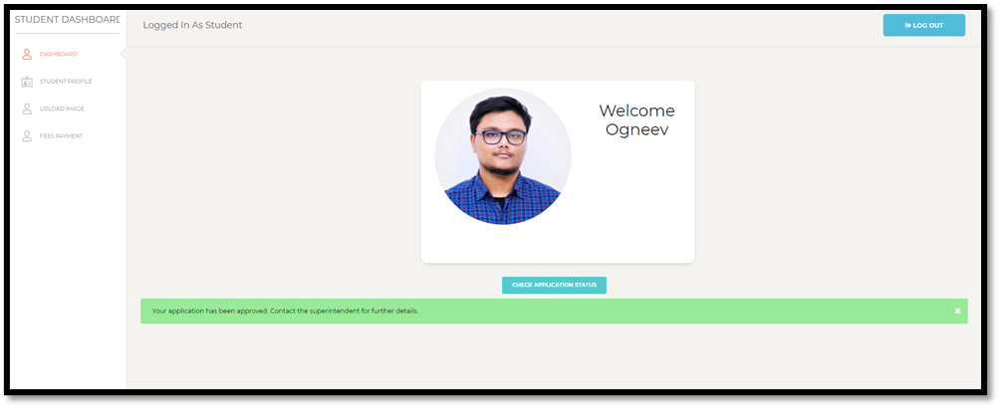 STUDENT DASHBOARD
Logged In As Student
LOG OUT
DASHBOARD
STUDENT PROFILE
UPLOAD IMAGE
FEES PAYMENT
Welcome
Ogneev
CHECK APPLICATION STATUS
Your application has been approved. Contact the superintendent for further details.